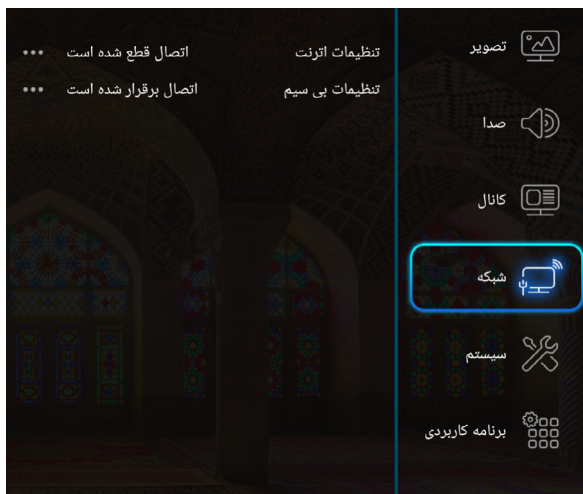 تصویر
صدا
کانال
شبکه
سیستم
برنامه کاربردی
تنظیمات اترنت اتصال قطع شده است •••
تنظیمات بی سیم اتصال برقرار شده است •••